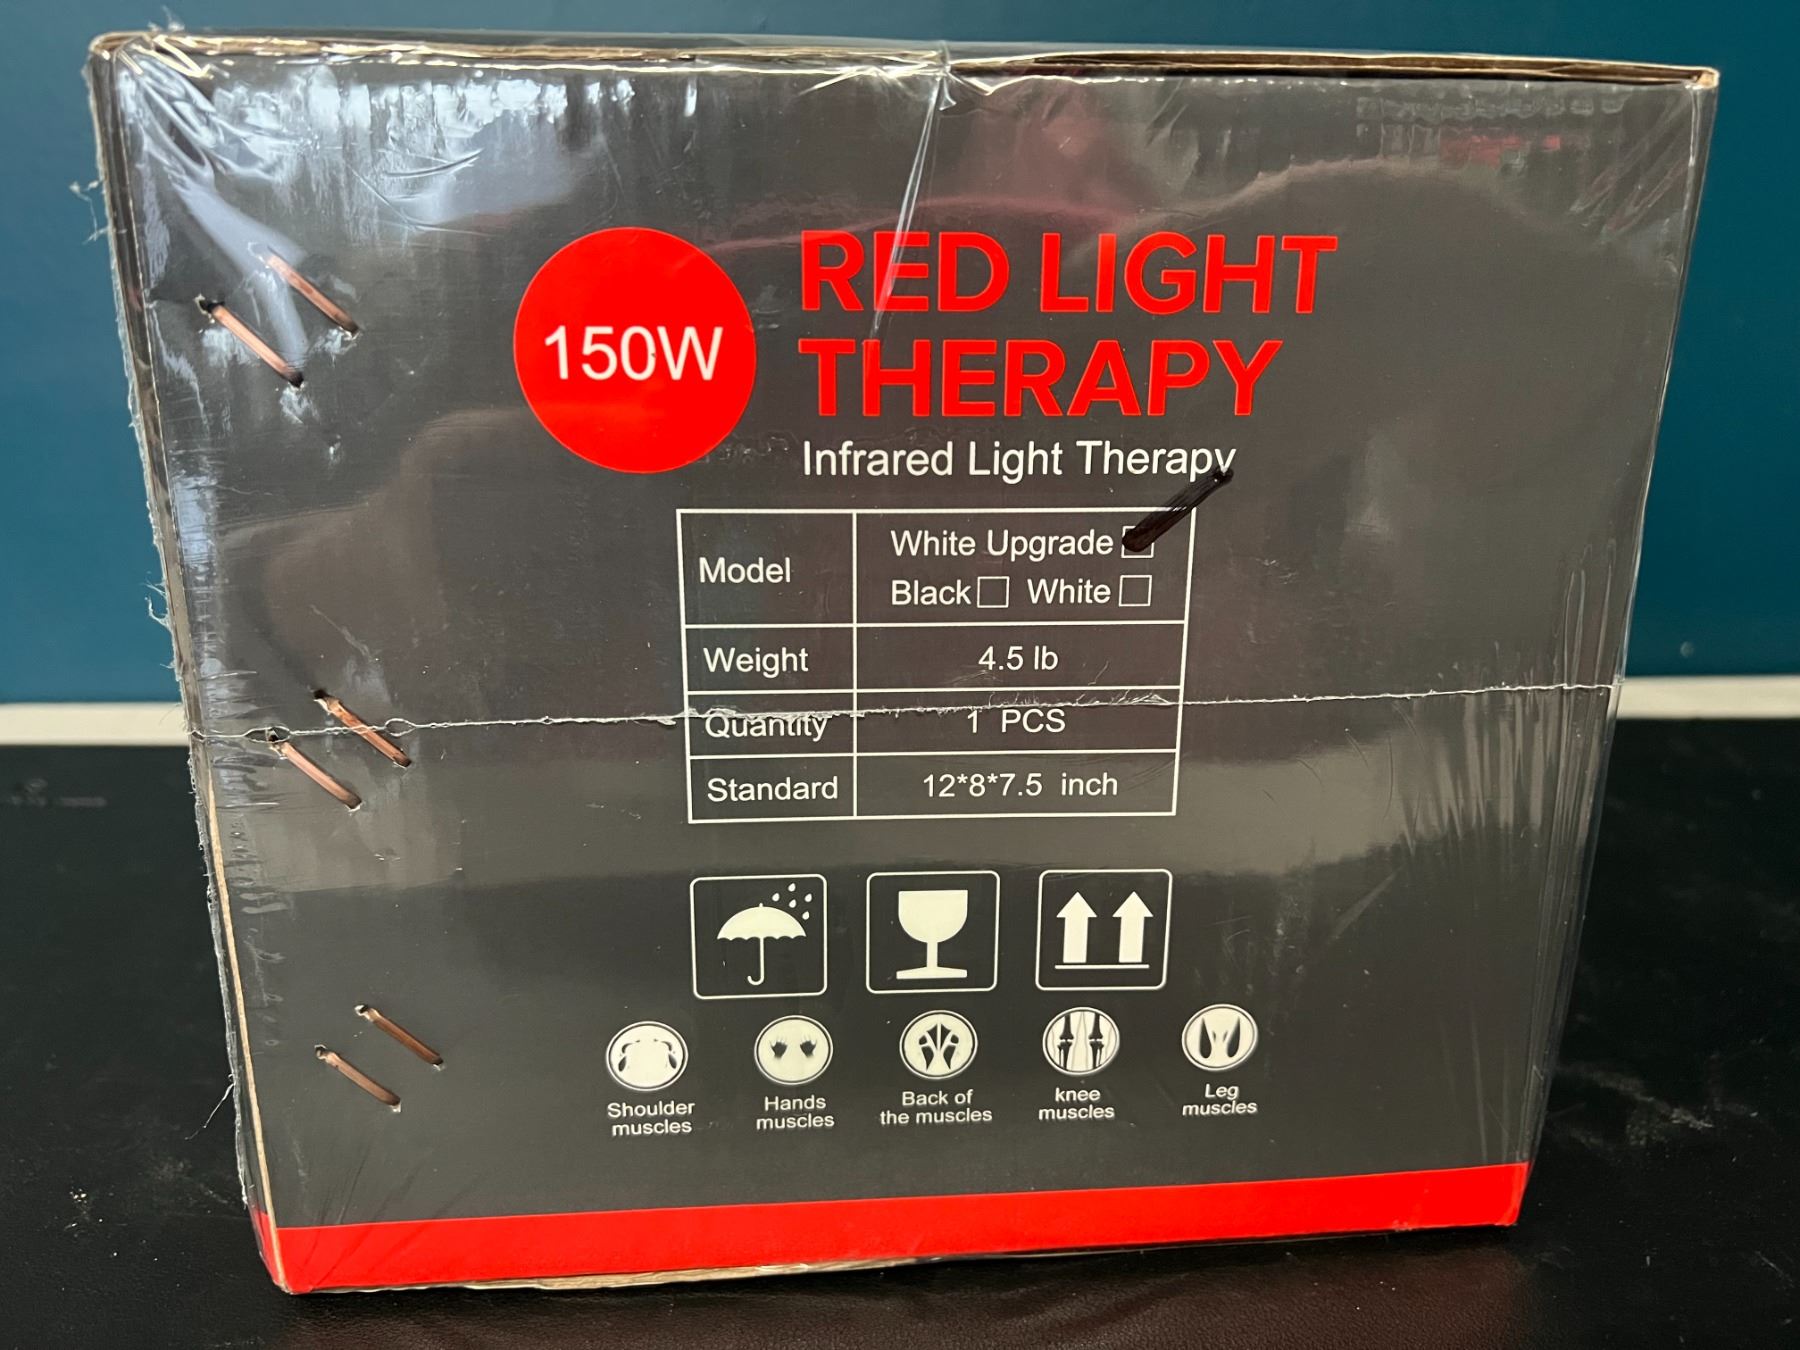 150W
RED LIGHT
THERAPY
Infrared Light Therapy
Model
White Upgrade
Black White
Weight 4.5 lb
Quantity 1 PCS
Standard 12*8*7.5 inch
Shoulder
muscles
Hands
muscles
Back of
the muscles
knee
muscles
Leg
muscles